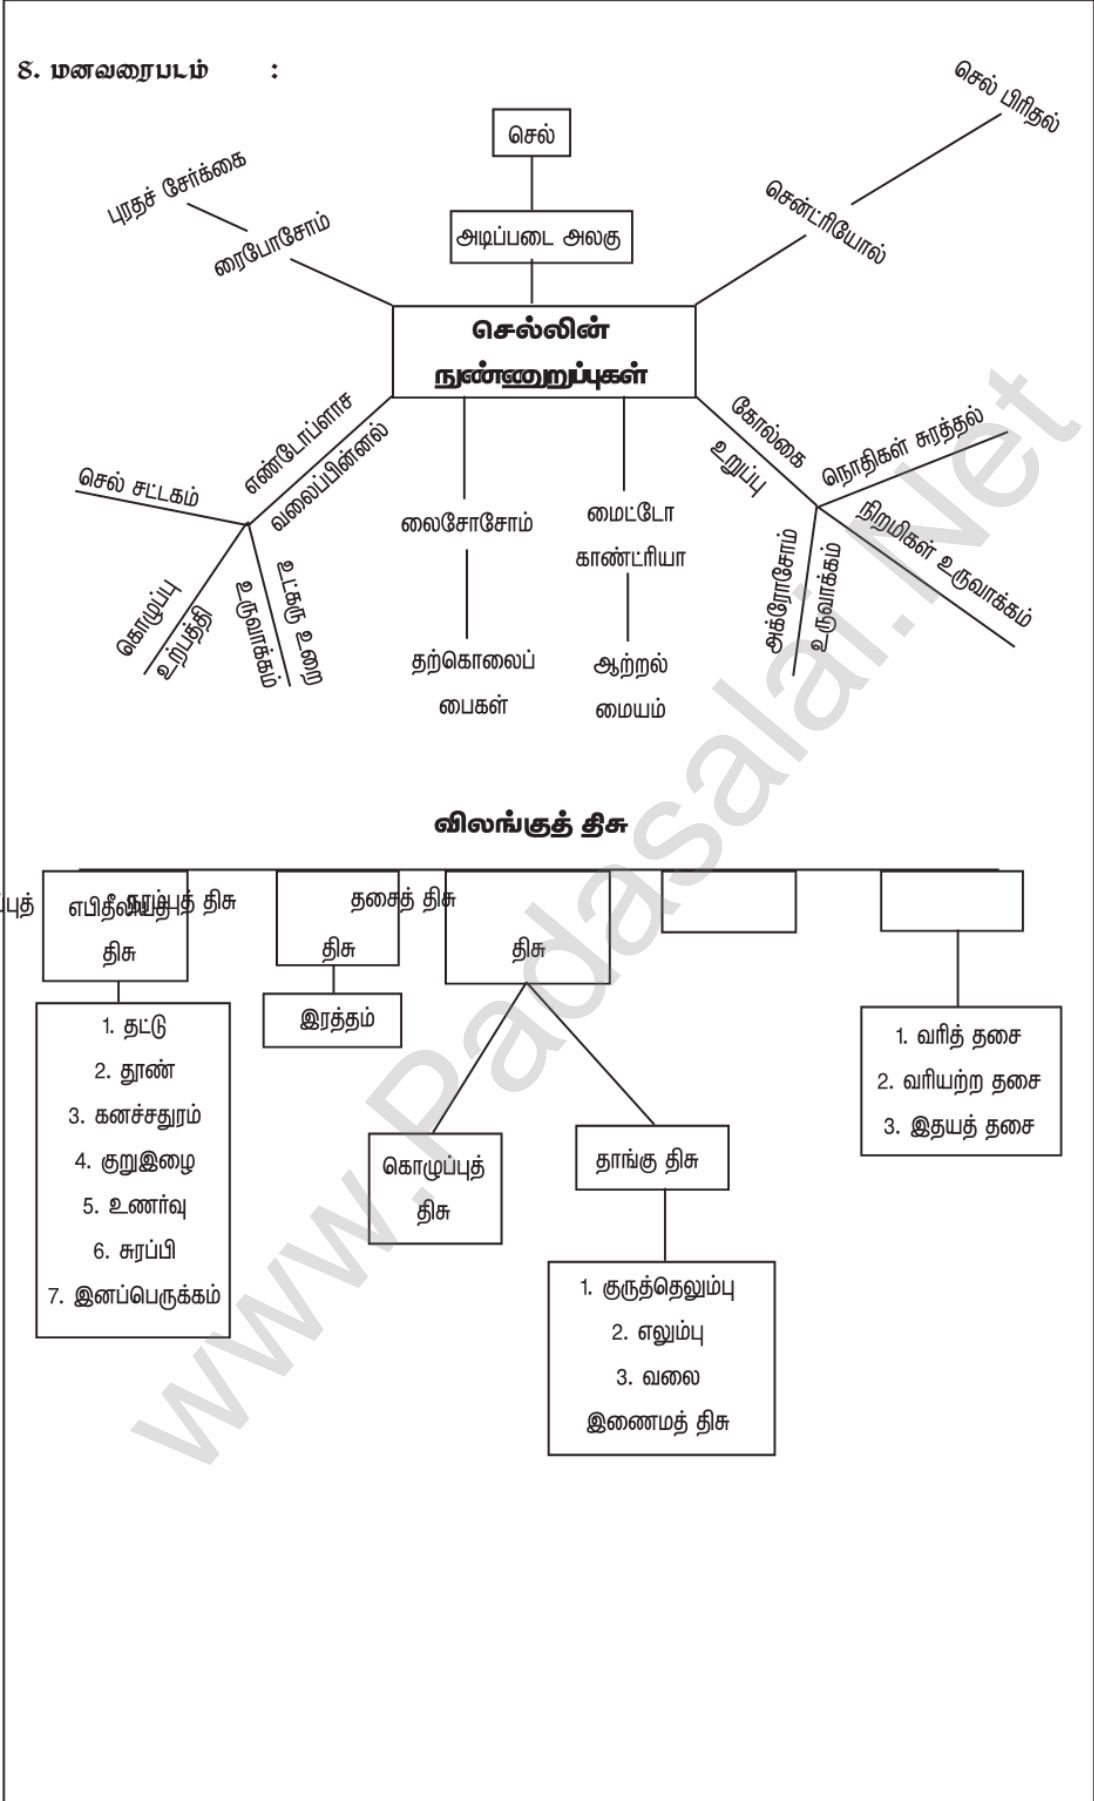 8. மனவரைபடம் :
செல்
செல் பிரிதல்
புரதச் சேர்க்கை
சென்ட்ரியோல்
ரைபோசோம்
அடிப்படை அலகு
செல்லின்
நுண்ணுறுப்புகள்
எண்டோப்ளாச
வலைப்பின்னல்
செல் சட்டகம்
கொழுப்பு
உற்பத்தி
உட்கரு உறை
உருவாக்கம்
லைசோசோம்
தற்கொலைப்
பைகள்
மைட்டோ
காண்ட்ரியா
ஆற்றல்
மையம்
கோல்கை
உறுப்பு
நொதிகள் சுரத்தல்
நிறமிகள் உருவாக்கம்
அக்ரோசோம்
உருவாக்கம்
விலங்குத் திசு
புத் எபிதீலியத் நரம்புத் திசு தசைத் திசு
திசு திசு திசு
இரத்தம்
1. தட்டு
2. தூண்
3. கனச்சதுரம்
4. குறுஇழை
5. உணர்வு
6. சுரப்பி
7. இனப்பெருக்கம்
கொழுப்புத்
திசு
தாங்கு திசு
1. குருத்தெலும்பு
2. எலும்பு
3. வலை
இணைமத் திசு
1. வரித் தசை
2. வரியற்ற தசை
3. இதயத் தசை
www.Padasalai.Net